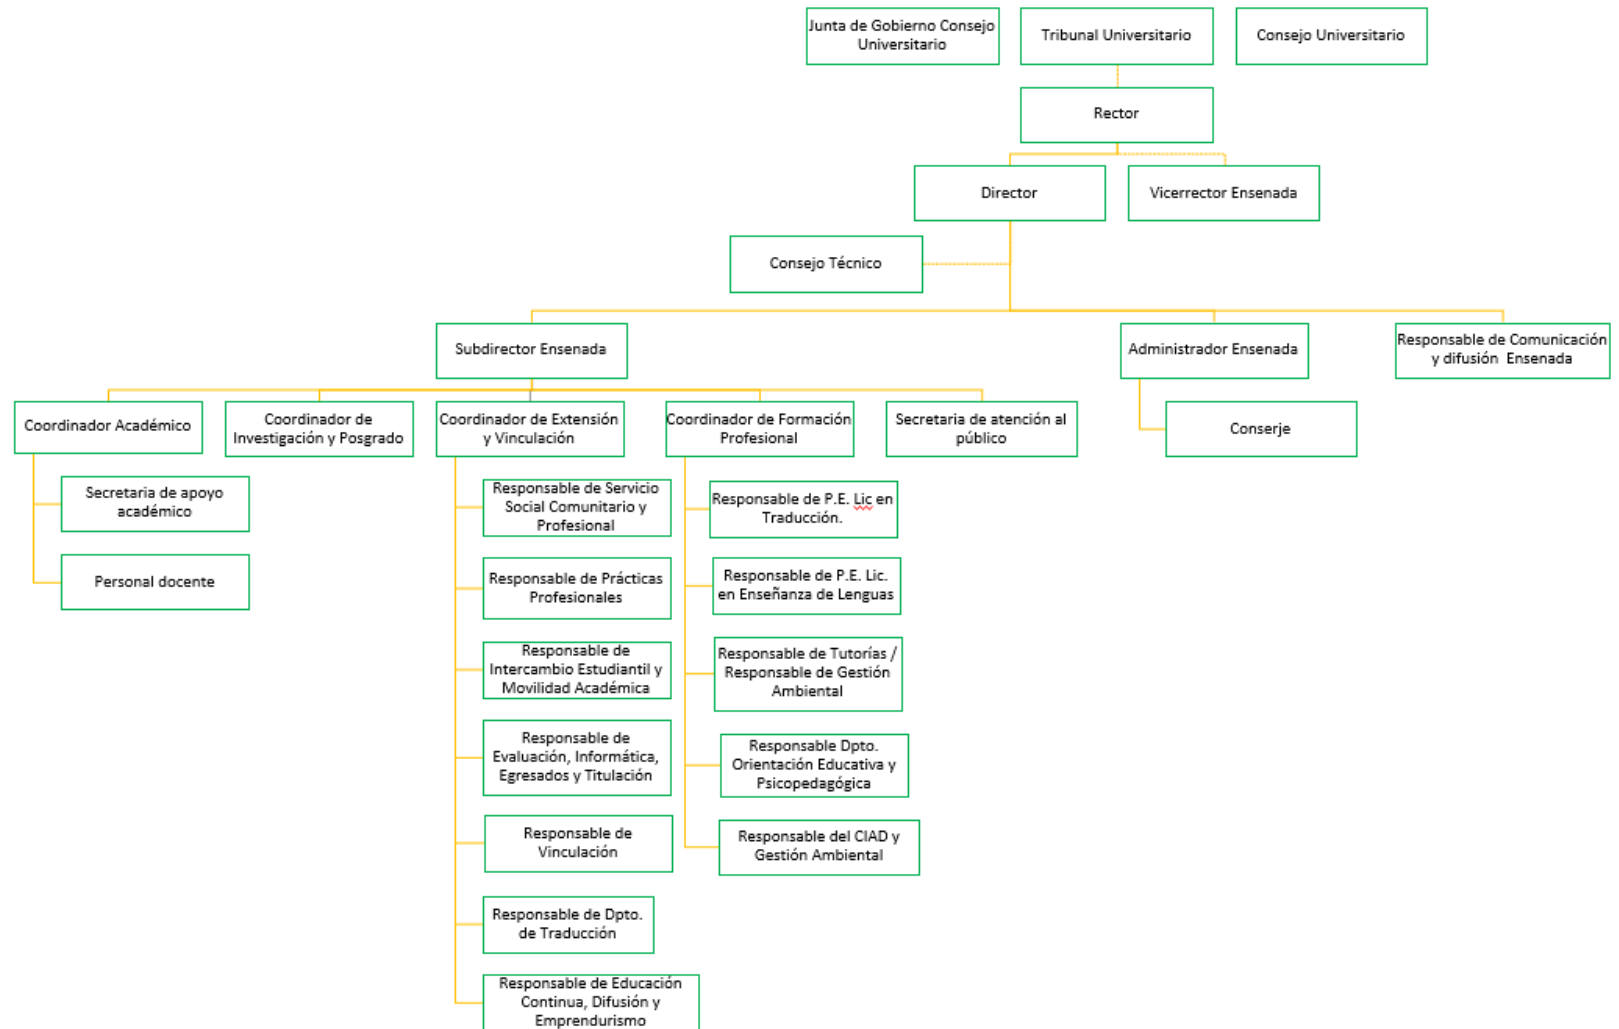 Junta de Gobierno Consejo
Universitario
Tribunal Universitario
Consejo Universitario
Rector
Director
Vicerrector Ensenada
Consejo Técnico
Subdirector Ensenada
Administrador Ensenada
Responsable de Comunicación
y difusión  Ensenada
Coordinador Académico
Coordinador de
Investigación y Posgrado
Coordinador de Extensión
y Vinculación
Coordinador de Formación
Profesional
Secretaria de atención al
público
Conserje
Secretaria de apoyo
académico
Personal docente
Responsable de Servicio
Social Comunitario y
Profesional
Responsable de Prácticas
Profesionales
Responsable de
Intercambio Estudiantil y
Movilidad Académica
Responsable de
Evaluación, Informática,
Egresados y Titulación
Responsable de
Vinculación
Responsable de Dpto.
de Traducción
Responsable de Educación
Continua, Difusión y
Emprendurismo
Responsable de P.E. Lic en
Traducción.
Responsable de P.E. Lic.
en Enseñanza de Lenguas
Responsable de Tutorías /
Responsable de Gestión
Ambiental
Responsable Dpto.
Orientación Educativa y
Psicopedagógica
Responsable del CIAD y
Gestión Ambiental